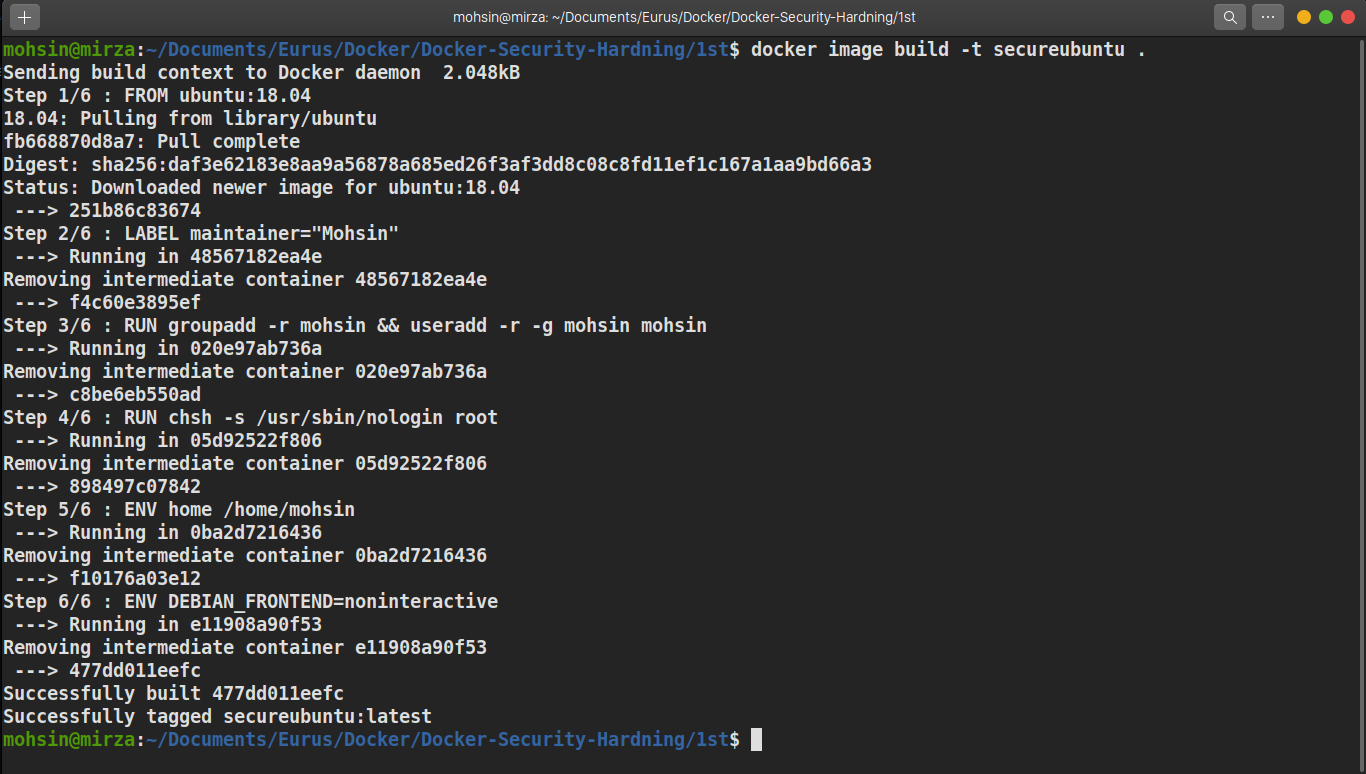 mohsin@mirza: ~/Documents/Eurus/Docker/Docker-Security-Hardning/1st
mohsin@mirza:~/Documents/Eurus/Docker/Docker-Security-Hardning/1st$ docker image build -t secureubuntu .
Sending build context to Docker daemon  2.048kB
Step 1/6 : FROM ubuntu:18.04
18.04: Pulling from library/ubuntu
fb668870d8a7: Pull complete
Digest: sha256:daf3e62183e8aa9a56878a685ed26f3af3dd8c08c8fd11ef1c167a1aa9bd66a3
Status: Downloaded newer image for ubuntu:18.04
 ---> 251b86c83674
Step 2/6 : LABEL maintainer="Mohsin"
 ---> Running in 48567182ea4e
Removing intermediate container 48567182ea4e
 ---> f4c60e3895ef
Step 3/6 : RUN groupadd -r mohsin && useradd -r -g mohsin mohsin
 ---> Running in 020e97ab736a
Removing intermediate container 020e97ab736a
 ---> c8be6eb550ad
Step 4/6 : RUN chsh -s /usr/sbin/nologin root
 ---> Running in 05d92522f806
Removing intermediate container 05d92522f806
 ---> 898497c07842
Step 5/6 : ENV home /home/mohsin
 ---> Running in 0ba2d7216436
Removing intermediate container 0ba2d7216436
 ---> f10176a03e12
Step 6/6 : ENV DEBIAN_FRONTEND=noninteractive
 ---> Running in e11908a90f53
Removing intermediate container e11908a90f53
 ---> 477dd011eefc
Successfully built 477dd011eefc
Successfully tagged secureubuntu:latest
mohsin@mirza:~/Documents/Eurus/Docker/Docker-Security-Hardning/1st$